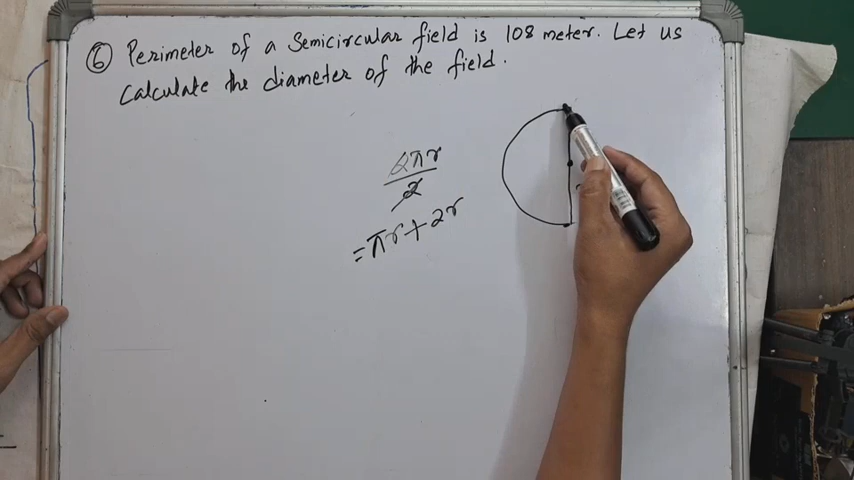 6 Perimeter of a Semicircular field is 108 meter. Let us
Calculate the diameter of the field.
2πr
2
= πr + 2r